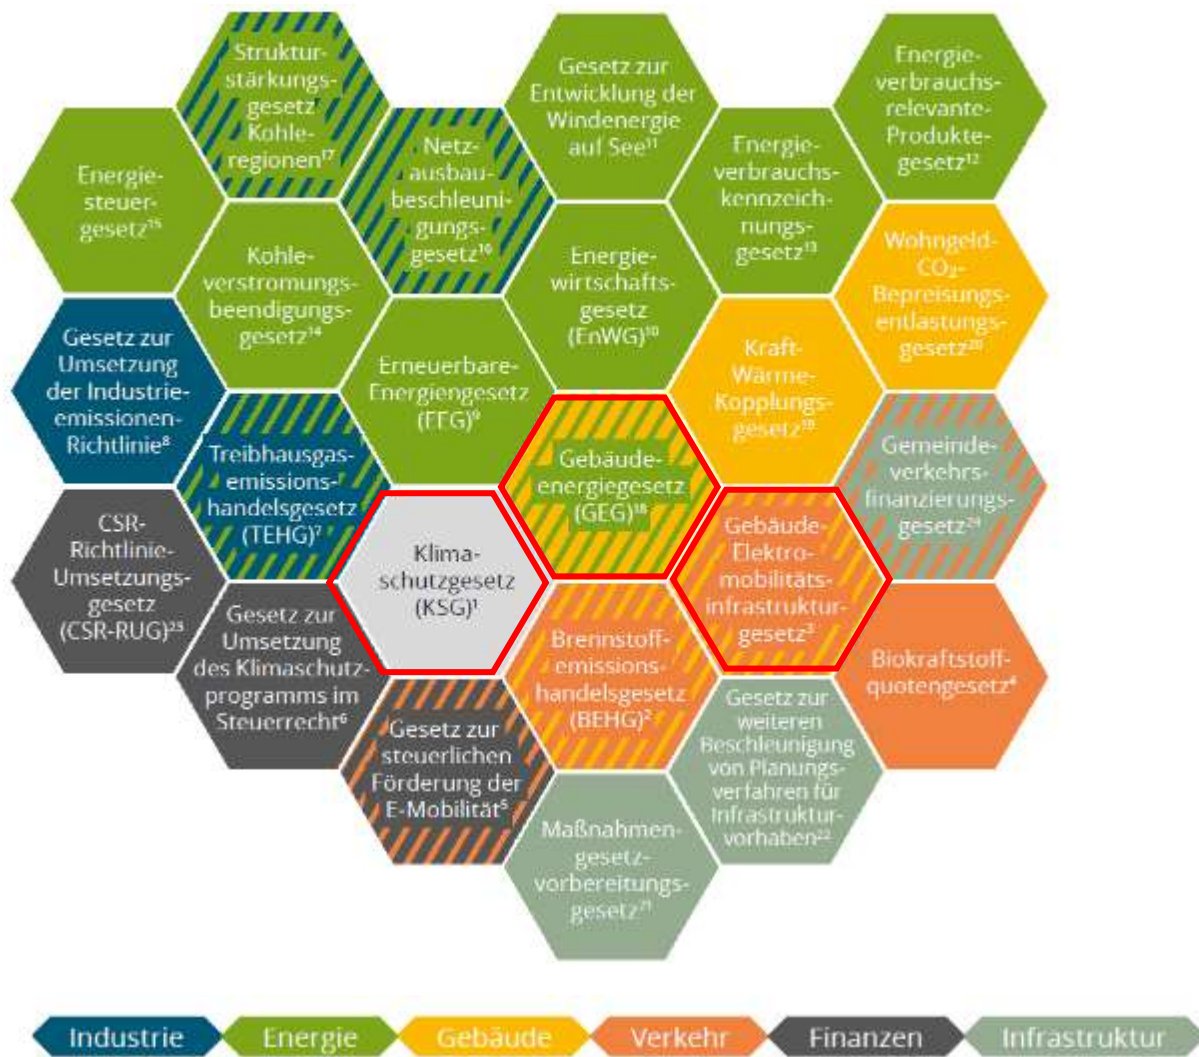 Struktur-
stärkungs-
gesetz
Kohle-
regionen¹⁷
Gesetz zur
Entwicklung der
Windenergie
auf See¹¹
Energie-
verbrauchs-
relevante-
Produkte-
gesetz¹²
Energie-
steuer-
gesetz¹⁵
Netz-
ausbau-
beschleuni-
gungs-
gesetz¹⁶
Energie-
verbrauchs-
kennzeich-
nungs-
gesetz¹³
Kohle-
verstromungs-
beendigungs-
gesetz¹⁴
Energie-
wirtschafts-
gesetz
(EnWG)¹⁰
Wohngeld-
CO₂-
Bepreisungs-
entlastungs-
gesetz²⁰
Gesetz zur
Umsetzung
der Industrie-
emissionen-
Richtlinie⁸
Erneuerbare-
Energiengesetz
(EEG)⁹
Kraft-
Wärme-
Kopplungs-
gesetz¹⁹
Treibhausgas-
emissions-
handelsgesetz
(TEHG)⁷
Gebäude-
energiegesetz
(GEG)¹⁸
Gemeinde-
verkehrs-
finanzierungs-
gesetz²⁴
CSR-
Richtlinie-
Umsetzungs-
gesetz
(CSR-RUG)²³
Klima-
schutzgesetz
(KSG)¹
Gebäude-
Elektro-
mobilitäts-
infrastruktur-
gesetz³
Gesetz zur
Umsetzung
des Klimaschutz-
programms im
Steuerrecht⁶
Brennstoff-
emissions-
handelsgesetz
(BEHG)²
Biokraftstoff-
quotengesetz⁴
Gesetz zur
steuerlichen
Förderung der
E-Mobilität⁵
Gesetz zur
weiteren
Beschleunigung
von Planungs-
verfahren für
Infrastruktur-
vorhaben²²
Maßnahmen-
gesetz-
vorbereitungs-
gesetz²¹
Industrie
Energie
Gebäude
Verkehr
Finanzen
Infrastruktur